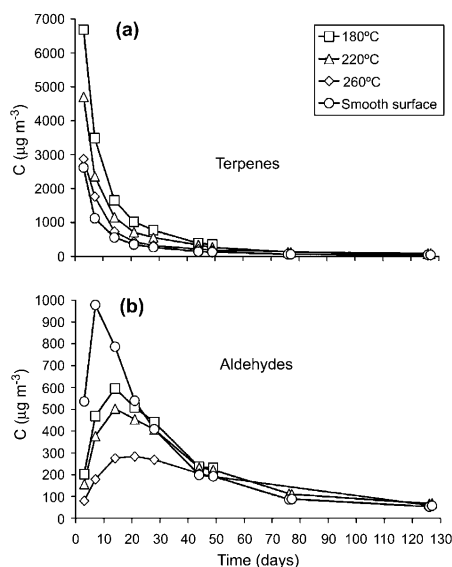 (a)
C (µg m⁻³)
7000
6000
5000
4000
3000
2000
1000
0
180ºC
220ºC
260ºC
Smooth surface
Terpenes
(b)
C (µg m⁻³)
1000
900
800
700
600
500
400
300
200
100
0
Aldehydes
0 10 20 30 40 50 60 70 80 90 100 110 120 130
Time (days)